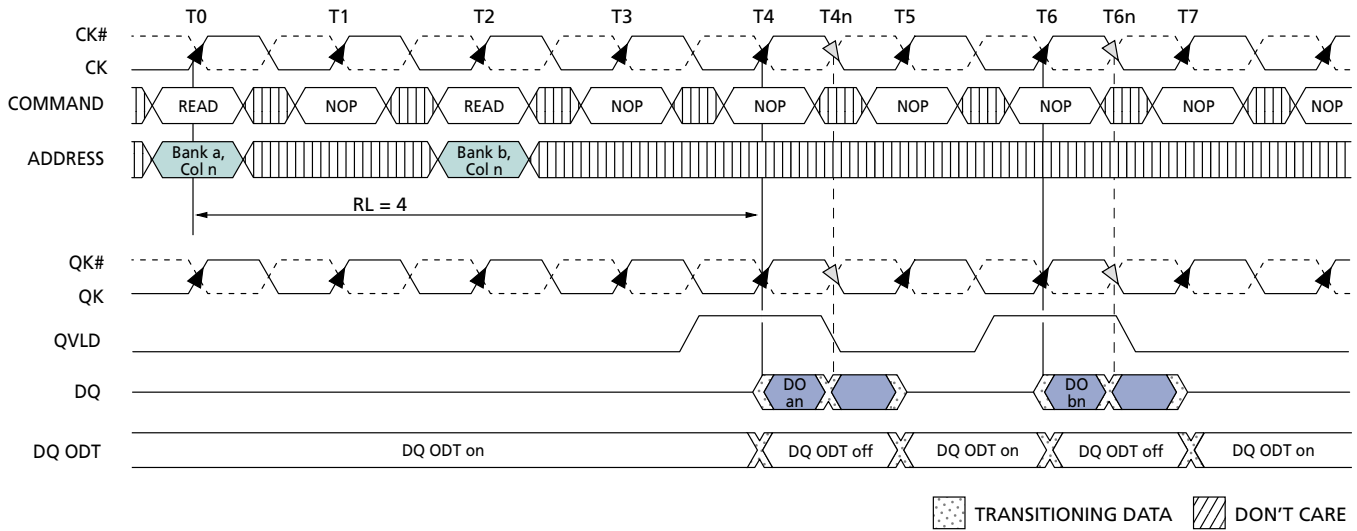 T0 T1 T2 T3 T4 T4n T5 T6 T6n T7
CK#
CK
COMMAND READ NOP READ NOP NOP NOP NOP NOP NOP
ADDRESS Bank a, Col n Bank b, Col n
RL = 4
QK#
QK
QVLD
DQ DO an DO bn
DQ ODT DQ ODT on DQ ODT off DQ ODT on DQ ODT off DQ ODT on
TRANSITIONING DATA DON'T CARE